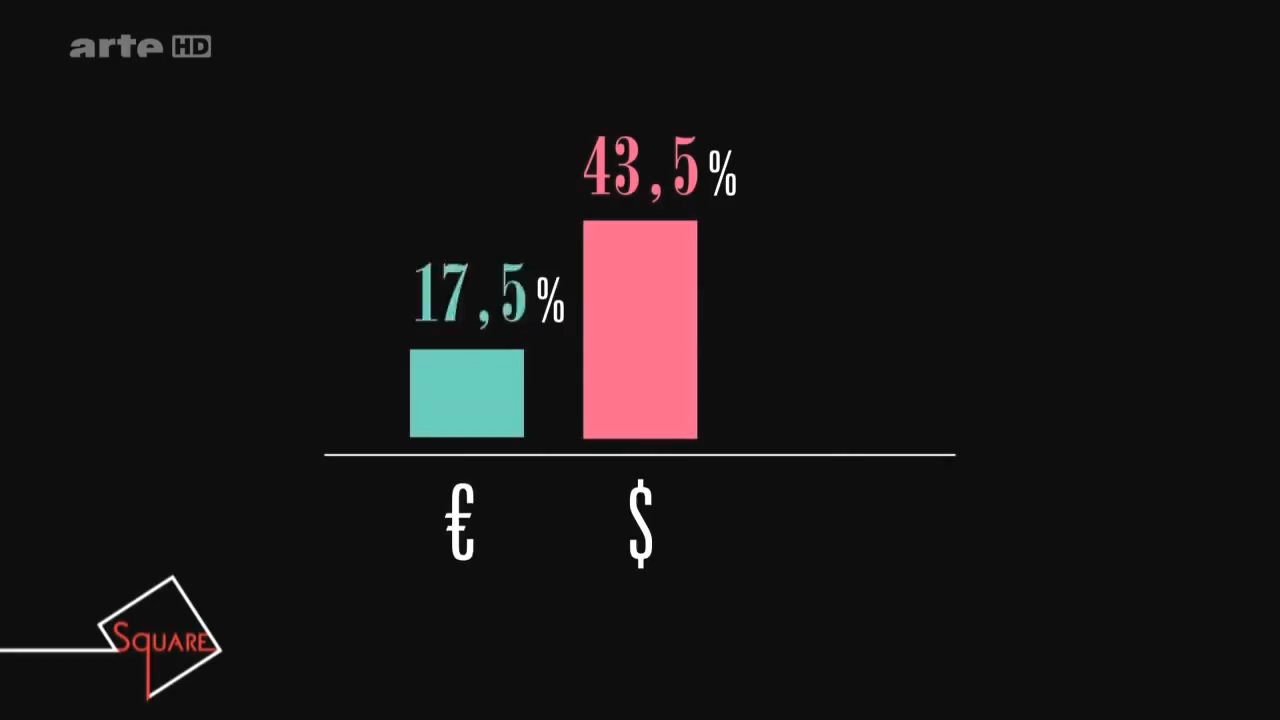 arte HD
43,5%
17,5%
€ $
SQUARE